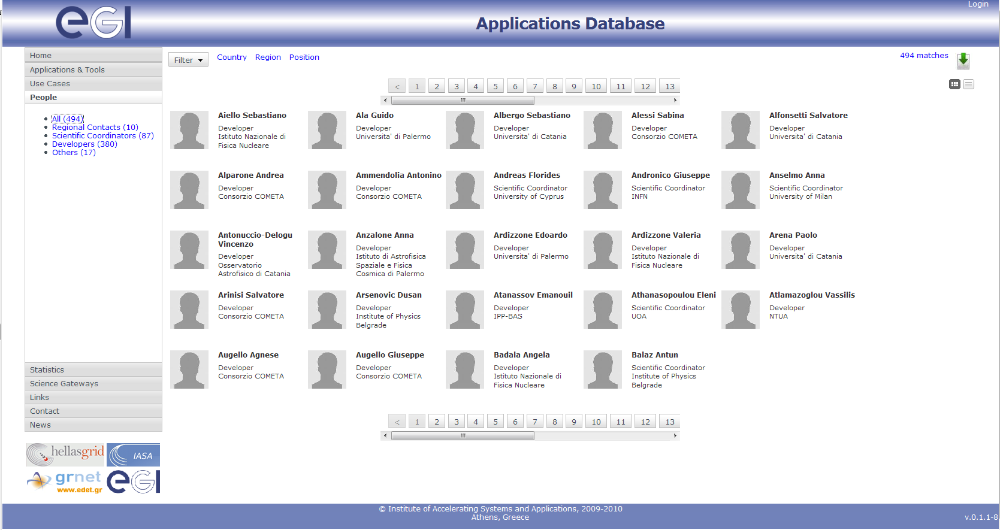 Login
eGI
Applications Database
Home
Applications & Tools
Use Cases
People
All (494)
Regional Contacts (10)
Scientific Coordinators (87)
Developers (380)
Others (17)
Statistics
Science Gateways
Links
Contact
News
hellasgrid
IASA
grnet
www.edet.gr
eGI
Filter
Country Region Position
494 matches
< 1 2 3 4 5 6 7 8 9 10 11 12 13
Aiello Sebastiano
Developer
Istituto Nazionale di
Fisica Nucleare
Ala Guido
Developer
Universita' di Palermo
Albergo Sebastiano
Developer
Universita' di Catania
Alessi Sabina
Developer
Consorzio COMETA
Alfonsetti Salvatore
Developer
Universita' di Catania
Alparone Andrea
Developer
Consorzio COMETA
Ammendolia Antonino
Developer
Consorzio COMETA
Andreas Florides
Scientific Coordinator
University of Cyprus
Andronico Giuseppe
Scientific Coordinator
INFN
Anselmo Anna
Scientific Coordinator
University of Milan
Antonuccio-Delogu
Vincenzo
Developer
Osservatorio
Astrofisico di Catania
Anzalone Anna
Developer
Istituto di Astrofisica
Spaziale e Fisica
Cosmica di Palermo
Ardizzone Edoardo
Developer
Universita' di Palermo
Ardizzone Valeria
Developer
Istituto Nazionale di
Fisica Nucleare
Arena Paolo
Developer
Universita' di Catania
Arinisi Salvatore
Developer
Consorzio COMETA
Arsenovic Dusan
Developer
Institute of Physics
Belgrade
Atanassov Emanouil
Developer
IPP-BAS
Athanasopoulou Eleni
Scientific Coordinator
UOA
Atlamazoglou Vassilis
Developer
NTUA
Augello Agnese
Developer
Consorzio COMETA
Augello Giuseppe
Developer
Consorzio COMETA
Badala Angela
Developer
Istituto Nazionale di
Fisica Nucleare
Balaz Antun
Scientific Coordinator
Institute of Physics
Belgrade
< 1 2 3 4 5 6 7 8 9 10 11 12 13
© Institute of Accelerating Systems and Applications, 2009-2010
Athens, Greece
v.0.1.1-8